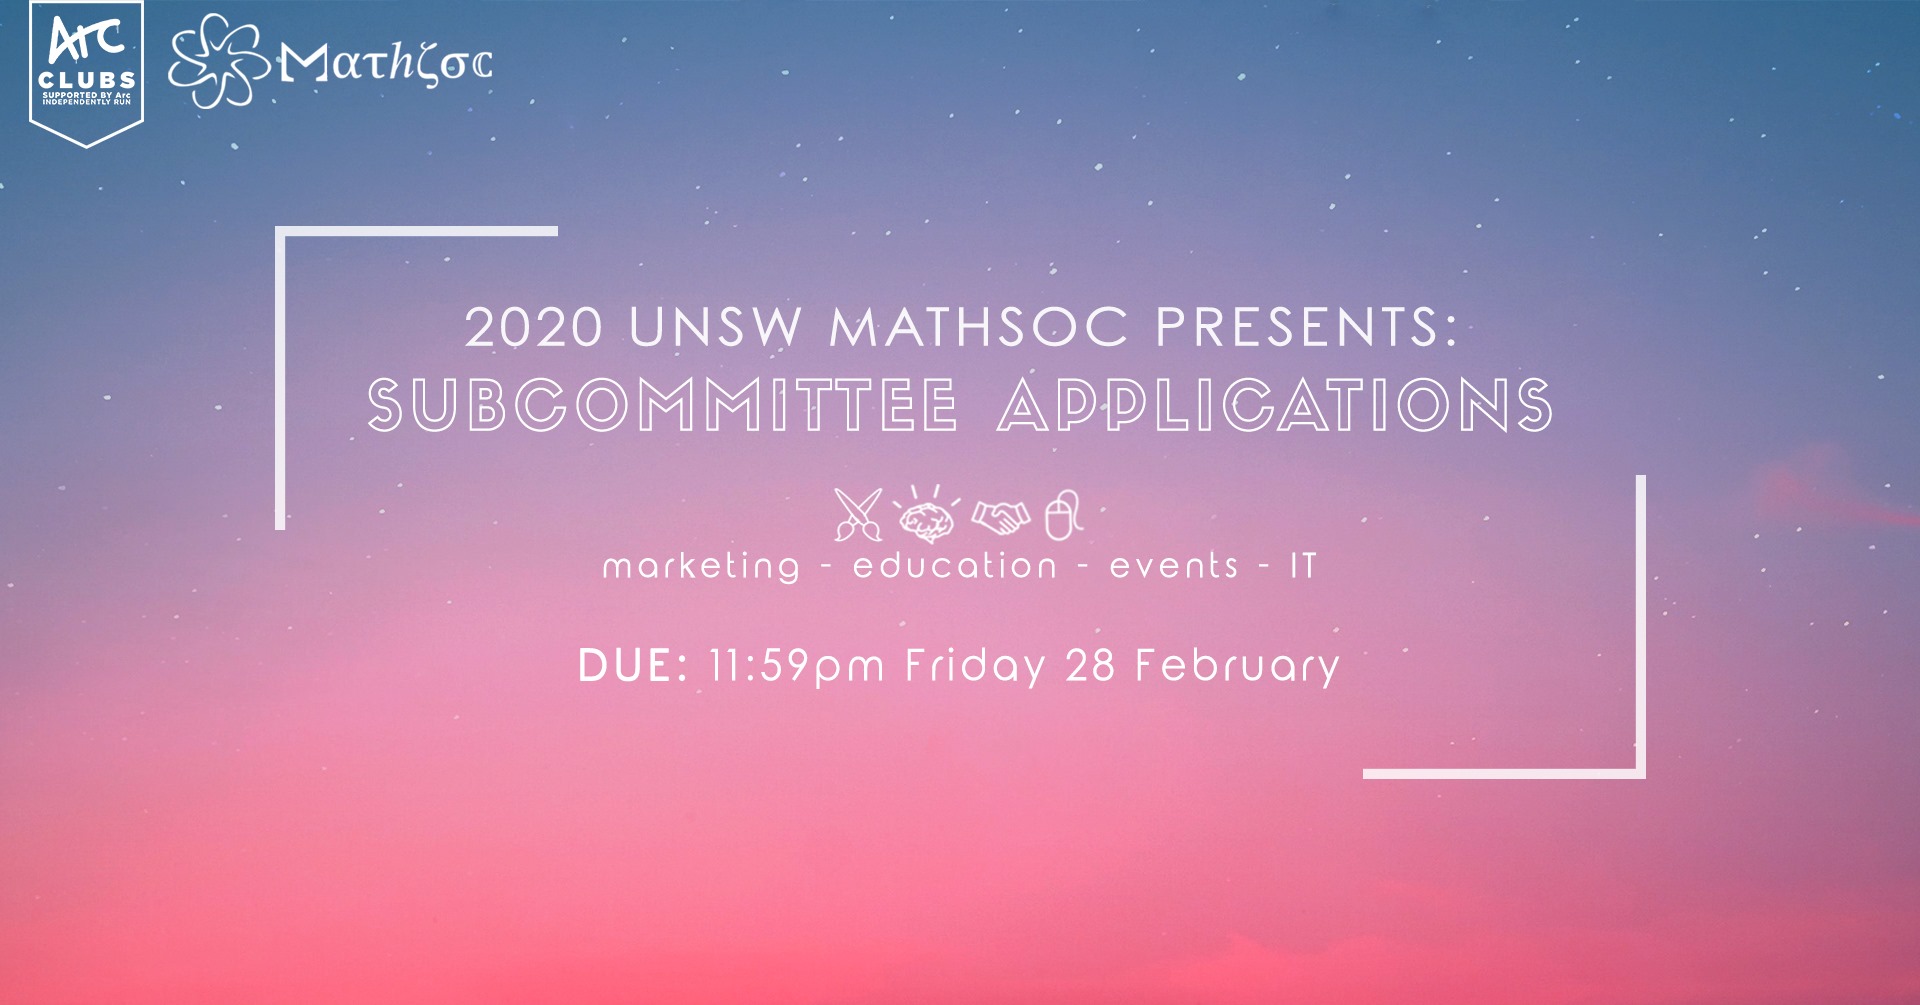 Arc
CLUBS
SUPPORTED BY Arc
INDEPENDENTLY RUN
Mατhζσc
2020 UNSW MATHSOC PRESENTS:
SUBCOMMITTEE APPLICATIONS
marketing - education - events - IT
DUE: 11:59pm Friday 28 February